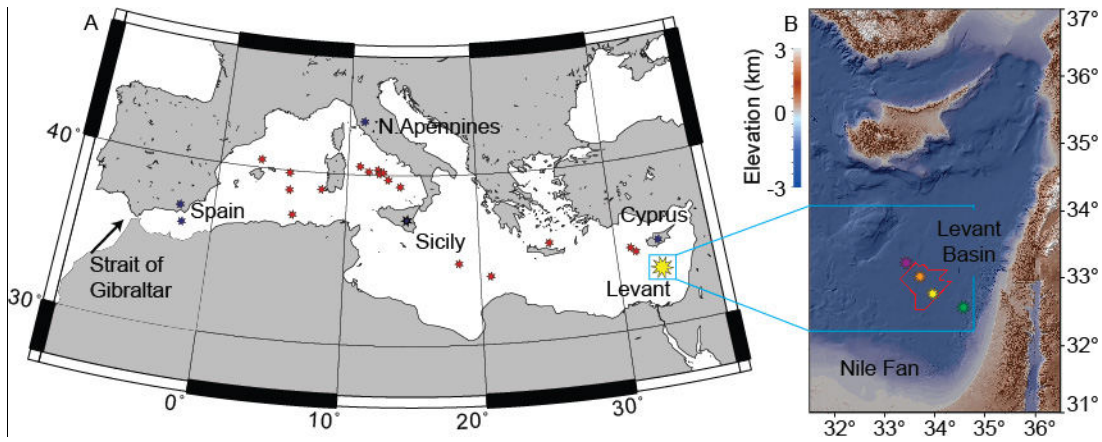 A
N.Apennines
40°
Spain
Cyprus
Sicily
Strait of
Gibraltar
Levant
30°
0°
10°
20°
30°
B
3
0
-3
Elevation (km)
37°
36°
35°
34°
33°
32°
31°
Levant
Basin
Nile Fan
32°
33°
34°
35°
36°